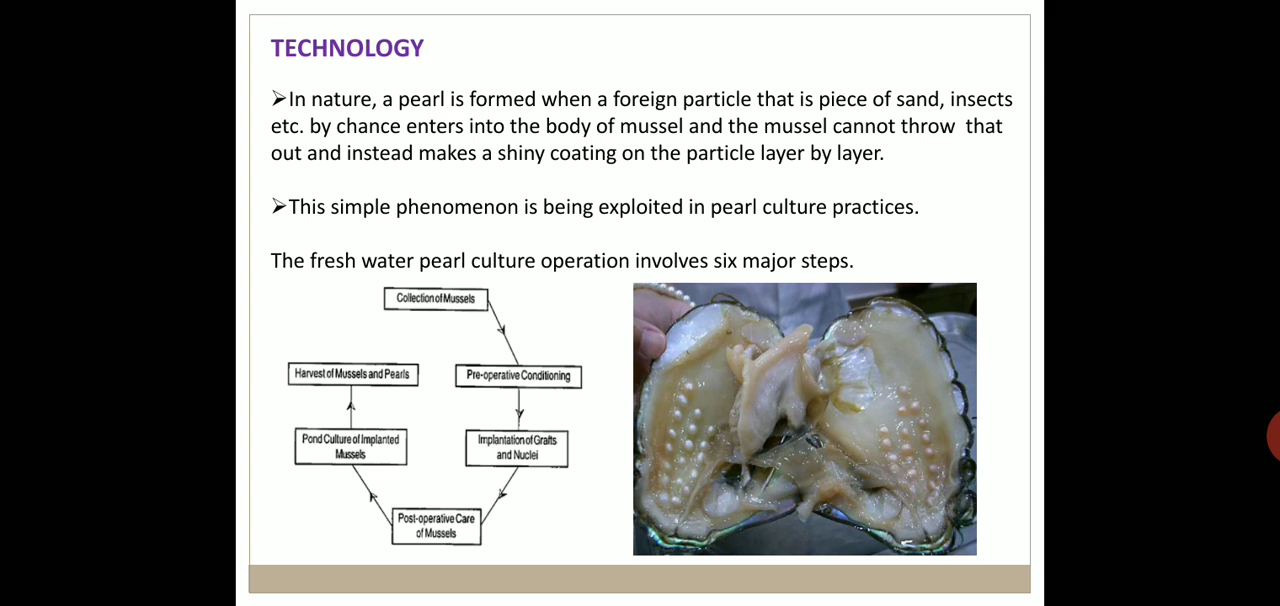 TECHNOLOGY
➢In nature, a pearl is formed when a foreign particle that is piece of sand, insects
etc. by chance enters into the body of mussel and the mussel cannot throw  that
out and instead makes a shiny coating on the particle layer by layer.
➢This simple phenomenon is being exploited in pearl culture practices.
The fresh water pearl culture operation involves six major steps.
Collection of Mussels
Pre-operative Conditioning
Implantation of Grafts
and Nuclei
Post-operative Care
of Mussels
Pond Culture of Implanted
Mussels
Harvest of Mussels and Pearls